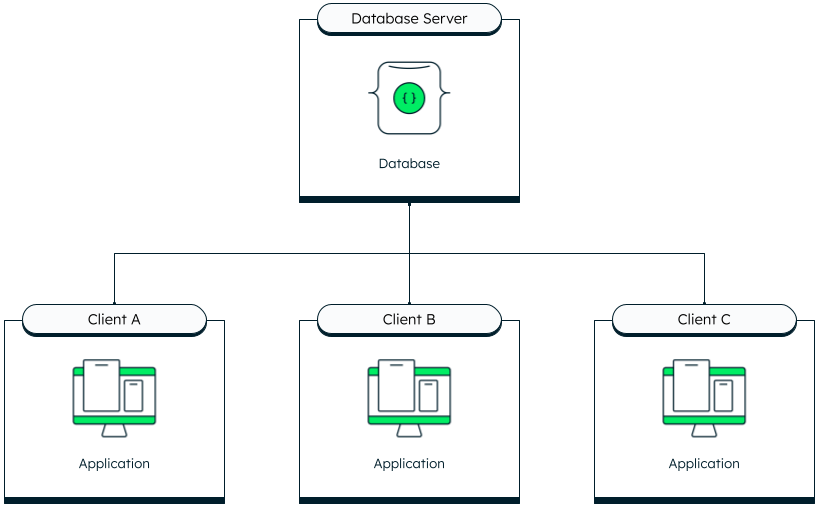 Database Server
{ }
Database
Client A
Client B
Client C
Application
Application
Application